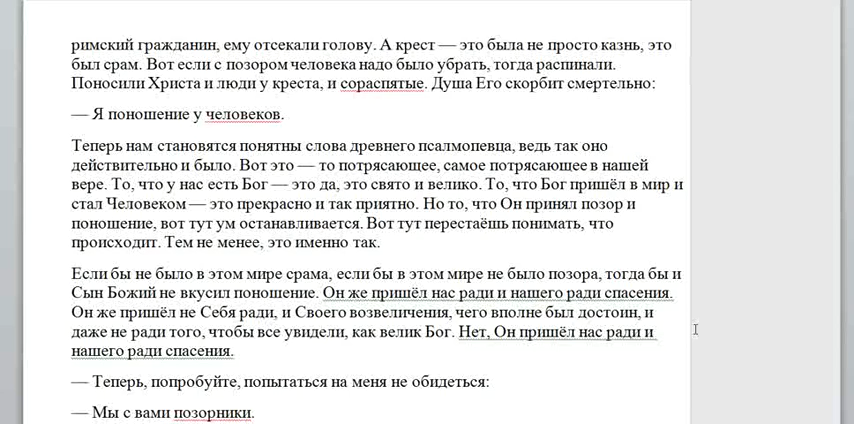 римский гражданин, ему отсекали голову. А крест — это была не просто казнь, это
был срам. Вот если с позором человека надо было убрать, тогда распинали.
Поносили Христа и люди у креста, и сораспятые. Душа Его скорбит смертельно:
— Я поношение у человеков.
Теперь нам становятся понятны слова древнего псалмопевца, ведь так оно
действительно и было. Вот это — то потрясающее, самое потрясающее в нашей
вере. То, что у нас есть Бог — это да, это свято и велико. То, что Бог пришёл в мир и
стал Человеком — это прекрасно и так приятно. Но то, что Он принял позор и
поношение, вот тут ум останавливается. Вот тут перестаёшь понимать, что
происходит. Тем не менее, это именно так.
Если бы не было в этом мире срама, если бы в этом мире не было позора, тогда бы и
Сын Божий не вкусил поношение. Он же пришёл нас ради и нашего ради спасения.
Он же пришёл не Себя ради, и Своего возвеличения, чего вполне был достоин, и
даже не ради того, чтобы все увидели, как велик Бог. Нет, Он пришёл нас ради и
нашего ради спасения.
— Теперь, попробуйте, попытаться на меня не обидеться:
— Мы с вами позорники.